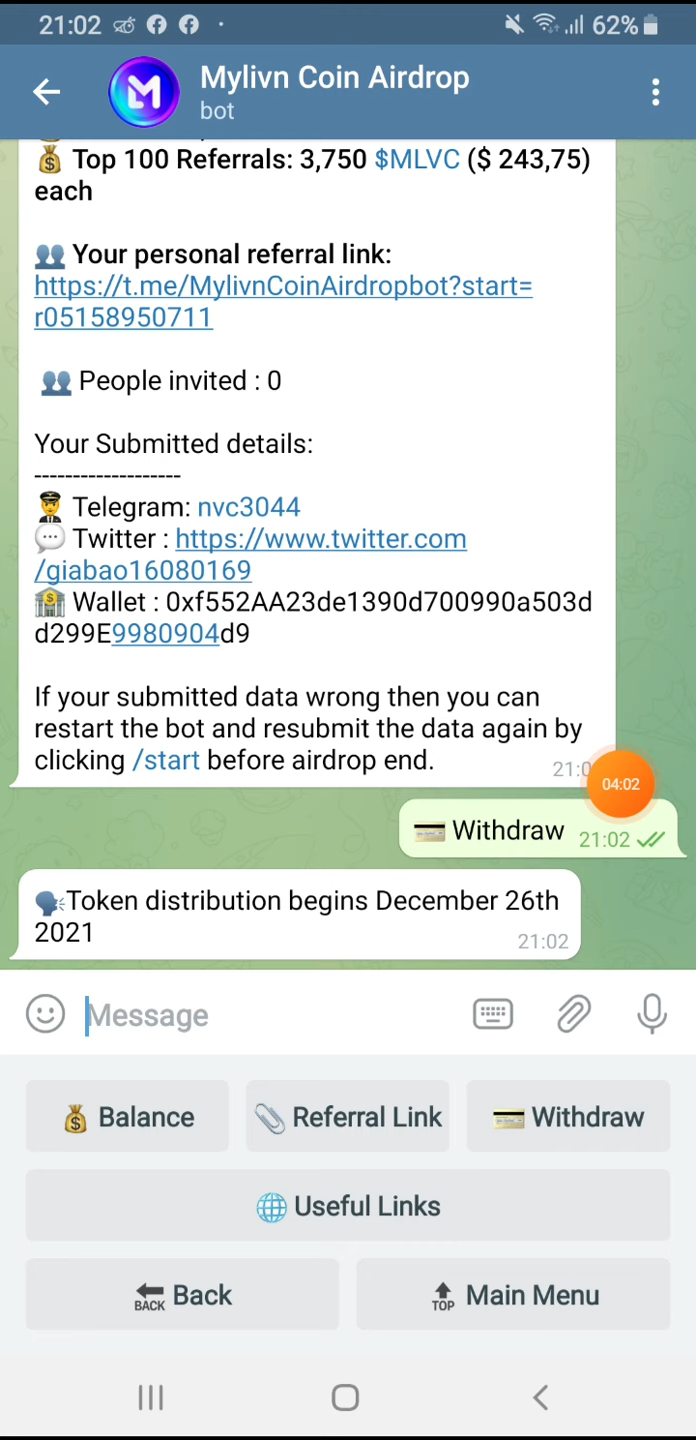 21:02
62%
Mylivn Coin Airdrop
bot
Top 100 Referrals: 3,750 $MLVC ($ 243,75)
each
Your personal referral link:
https://t.me/MylivnCoinAirdropbot?start=
r05158950711
People invited : 0
Your Submitted details:
-------------------
Telegram: nvc3044
Twitter : https://www.twitter.com
/giabao16080169
Wallet : 0xf552AA23de1390d700990a503d
d299E9980904d9
If your submitted data wrong then you can
restart the bot and resubmit the data again by
clicking /start before airdrop end.
04:02
Withdraw 21:02
Token distribution begins December 26th
2021
21:02
Message
Balance
Referral Link
Withdraw
Useful Links
BACK Back
TOP Main Menu